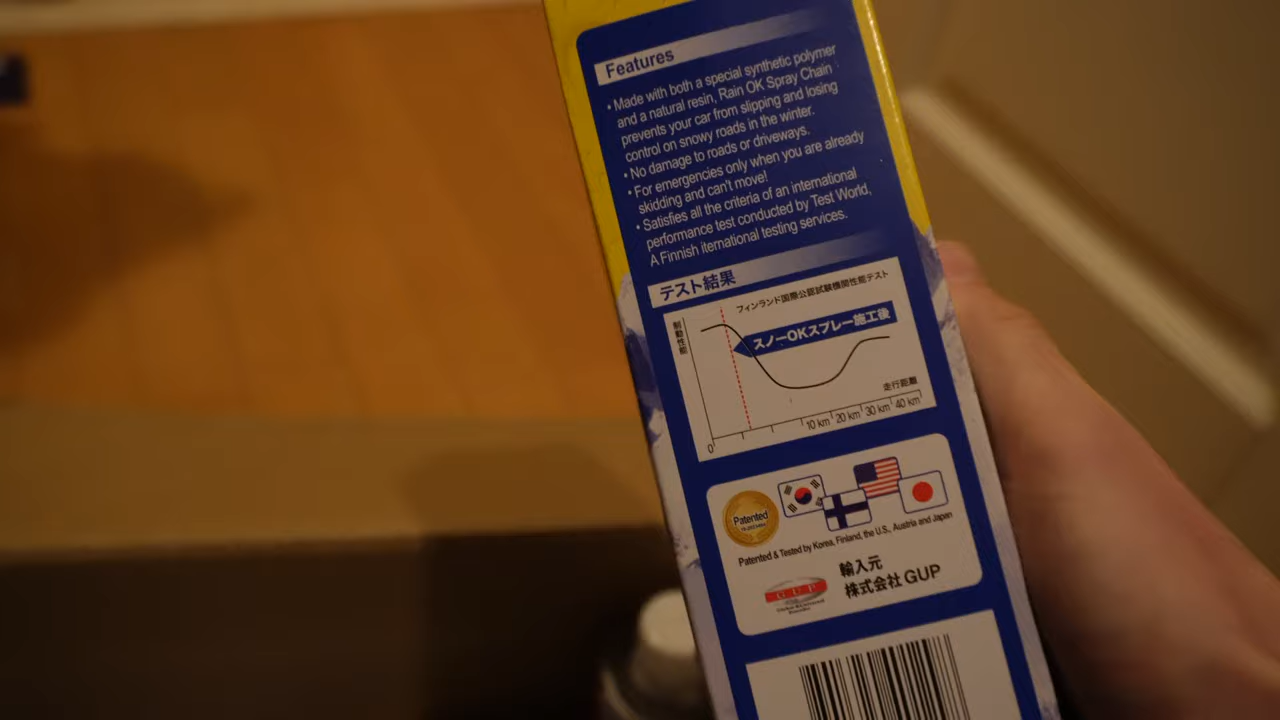 Features
• Made with both a special synthetic polymer
and a natural resin, Rain OK Spray Chain
prevents your car from slipping and losing
control on snowy roads in the winter.
• No damage to roads or driveways.
• For emergencies only when you are already
skidding and can't move!
• Satisfies all the criteria of an international
performance test conducted by Test World,
A Finnish iternational testing services.
テスト結果
フィンランド国際公認試験機関性能テスト
制動性能
スノーOKスプレー施工後
走行距離
0 10 km 20 km 30 km 40 km
Patented
Patented & Tested by Korea, Finland, the U.S., Austria and Japan
輸入元
株式会社 GUP
GUP